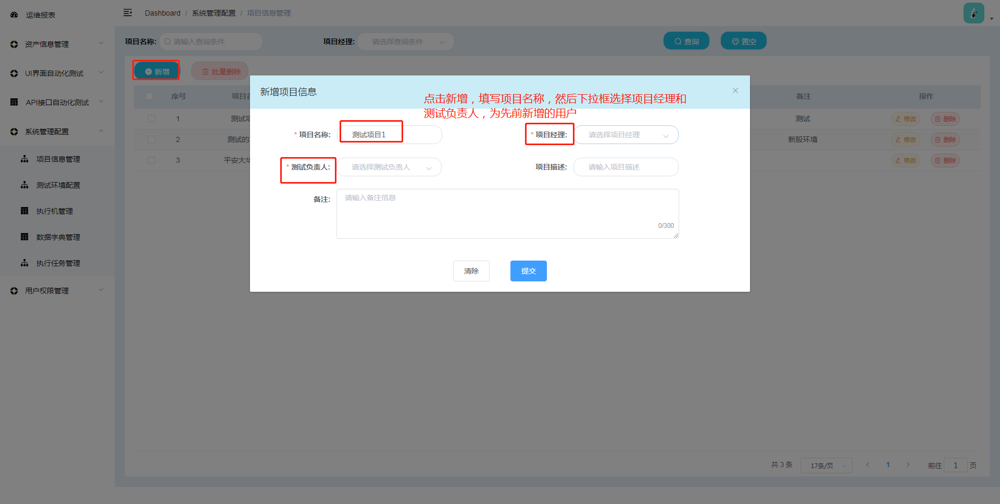 运维报表
资产信息管理
UI界面自动化测试
API接口自动化测试
系统管理配置
项目信息管理
测试环境配置
执行机管理
数据字典管理
执行任务管理
用户权限管理
Dashboard / 系统管理配置 / 项目信息管理
项目名称: 请输入查询条件 项目经理: 请选择查询条件 查询 置空
新增 批量删除
序号 项目名 备注 操作
1 测试项 测试 修改 删除
2 测试的 新股环境 修改 删除
3 平安大华 修改 删除
新增项目信息
点击新增，填写项目名称，然后下拉框选择项目经理和
测试负责人，为先前新增的用户
* 项目名称: 测试项目1 * 项目经理: 请选择项目经理
* 测试负责人: 请选择测试负责人 项目描述: 请输入项目描述
备注: 请输入备注信息
0/300
清除 提交
共 3 条 17条/页 1 前往 1 页